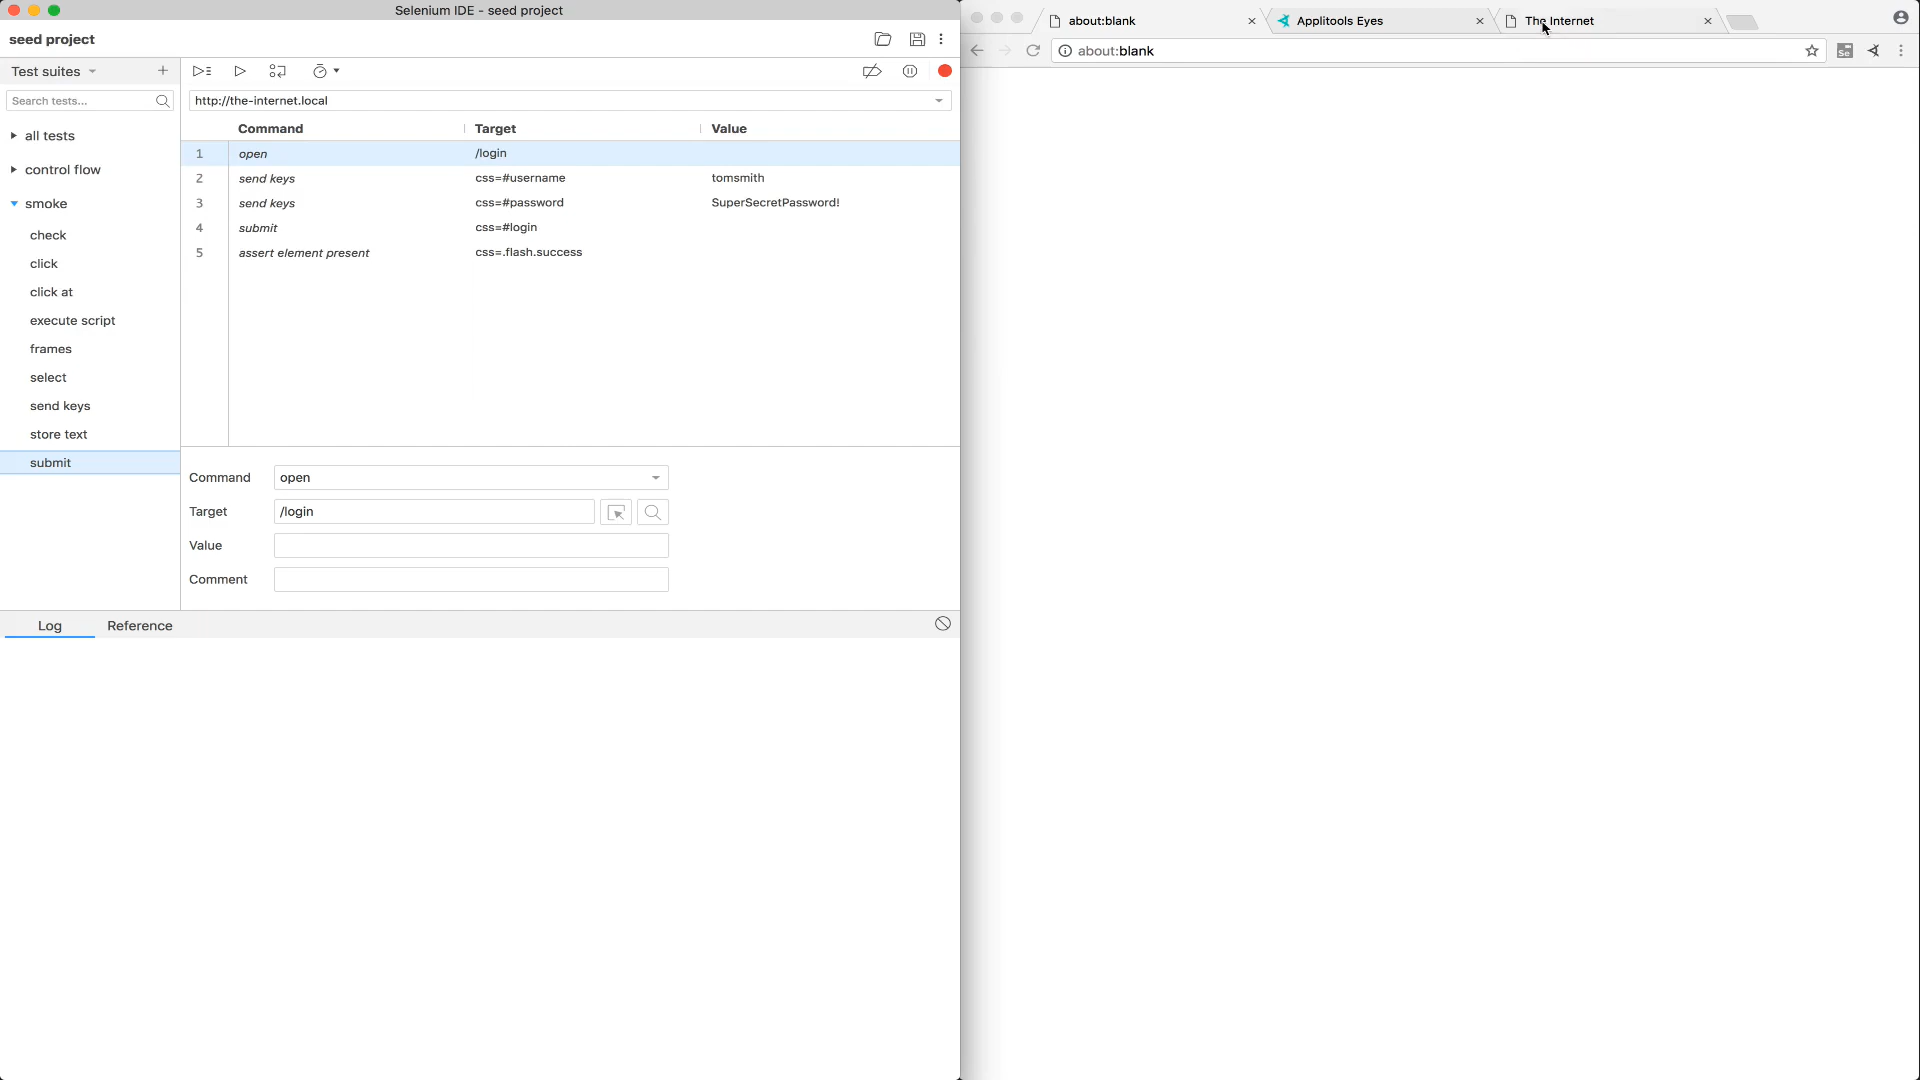 Selenium IDE - seed project
seed project
Test suites
Search tests...
all tests
control flow
smoke
check
click
click at
execute script
frames
select
send keys
store text
submit
http://the-internet.local
Command Target Value
1 open /login
2 send keys css=#username tomsmith
3 send keys css=#password SuperSecretPassword!
4 submit css=#login
5 assert element present css=.flash.success
Command open
Target /login
Value
Comment
Log Reference
about:blank Applitools Eyes The Internet
about:blank
Se